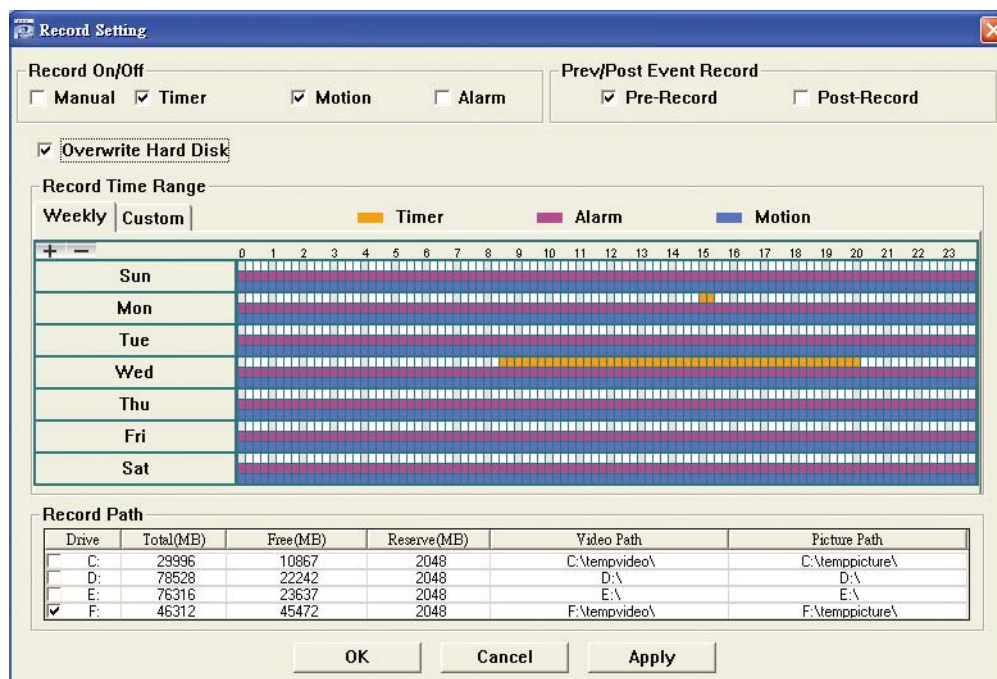 Record Setting
Record On/Off
Manual Timer Motion Alarm
Prev/Post Event Record
Pre-Record Post-Record
Overwrite Hard Disk
Record Time Range
Weekly Custom Timer Alarm Motion
+ − 0 1 2 3 4 5 6 7 8 9 10 11 12 13 14 15 16 17 18 19 20 21 22 23
Sun
Mon
Tue
Wed
Thu
Fri
Sat
Record Path
Drive Total(MB) Free(MB) Reserve(MB) Video Path Picture Path
C: 29996 10867 2048 C:\tempvideo\ C:\temppicture\
D: 78528 22242 2048 D:\ D:\
E: 76316 23637 2048 E:\ E:\
F: 46312 45472 2048 F:\tempvideo\ F:\temppicture\
OK Cancel Apply